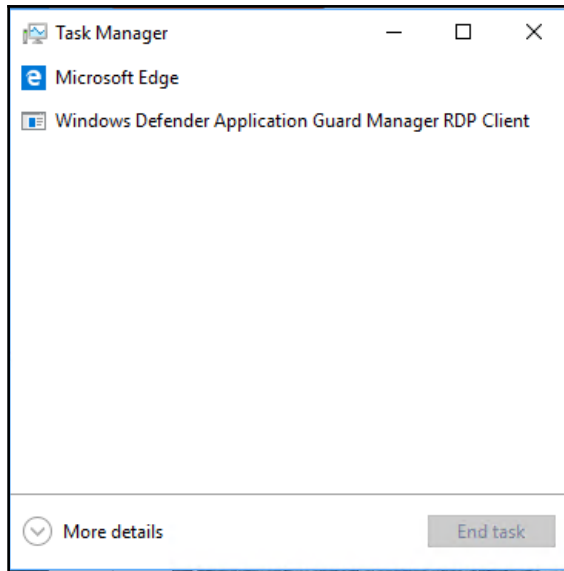 Task Manager
Microsoft Edge
Windows Defender Application Guard Manager RDP Client
More details
End task